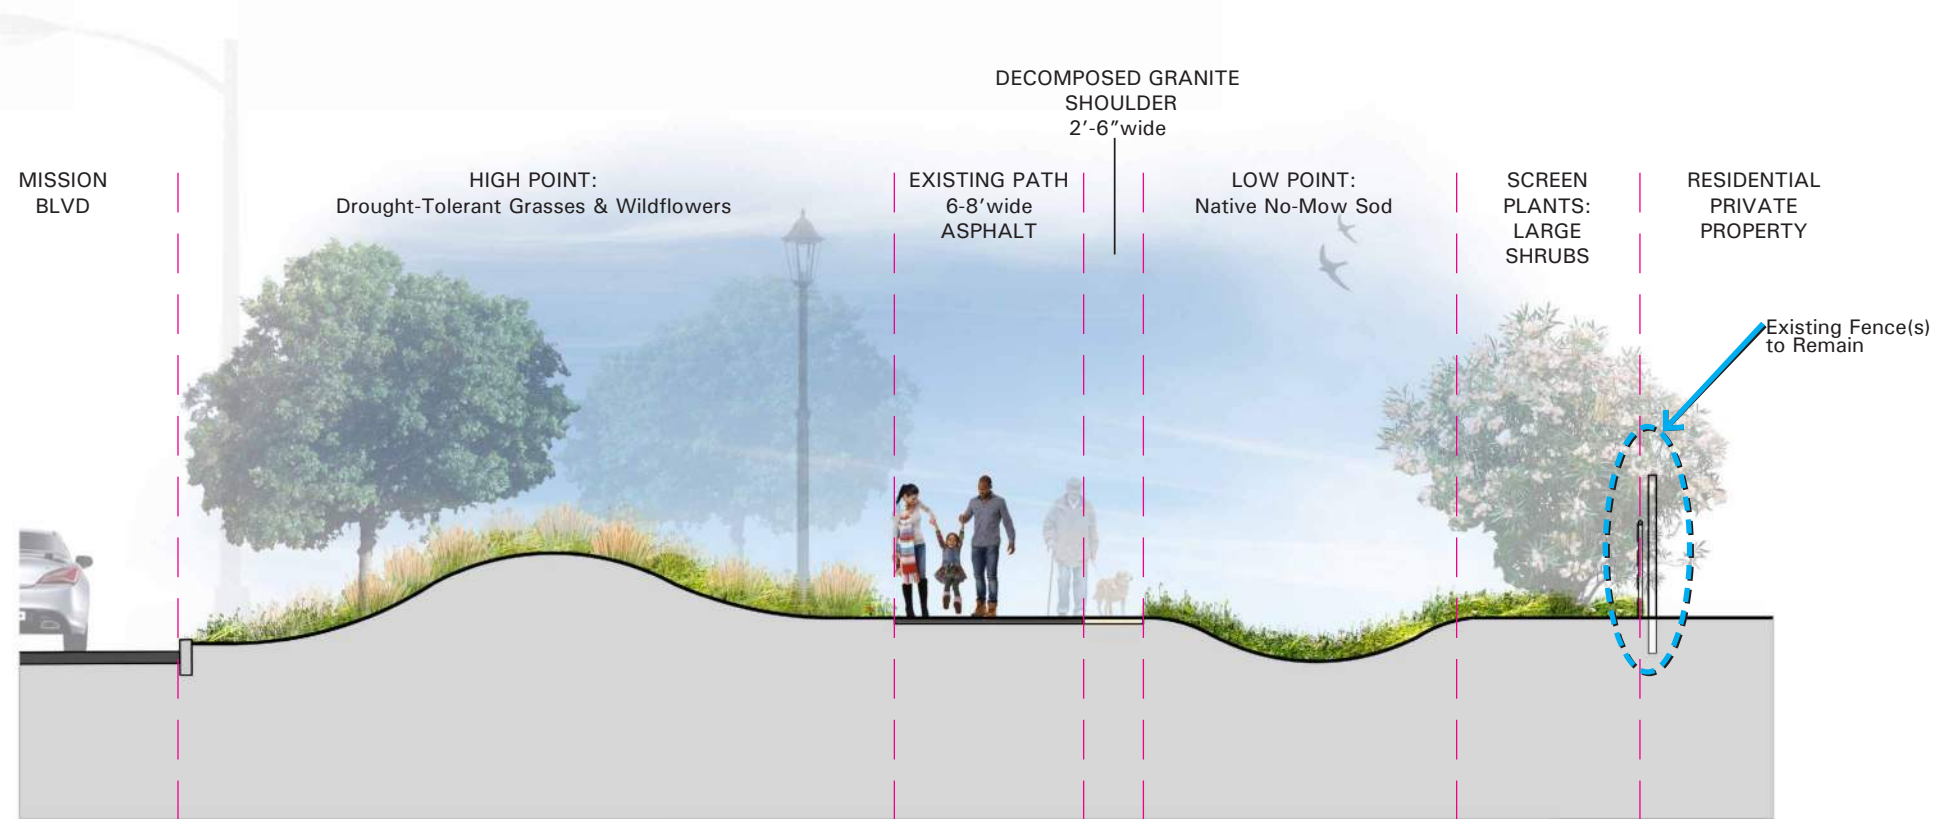 DECOMPOSED GRANITE
SHOULDER
2'-6"wide
MISSION
BLVD
HIGH POINT:
Drought-Tolerant Grasses & Wildflowers
EXISTING PATH
6-8'wide
ASPHALT
LOW POINT:
Native No-Mow Sod
SCREEN
PLANTS:
LARGE
SHRUBS
RESIDENTIAL
PRIVATE
PROPERTY
Existing Fence(s)
to Remain